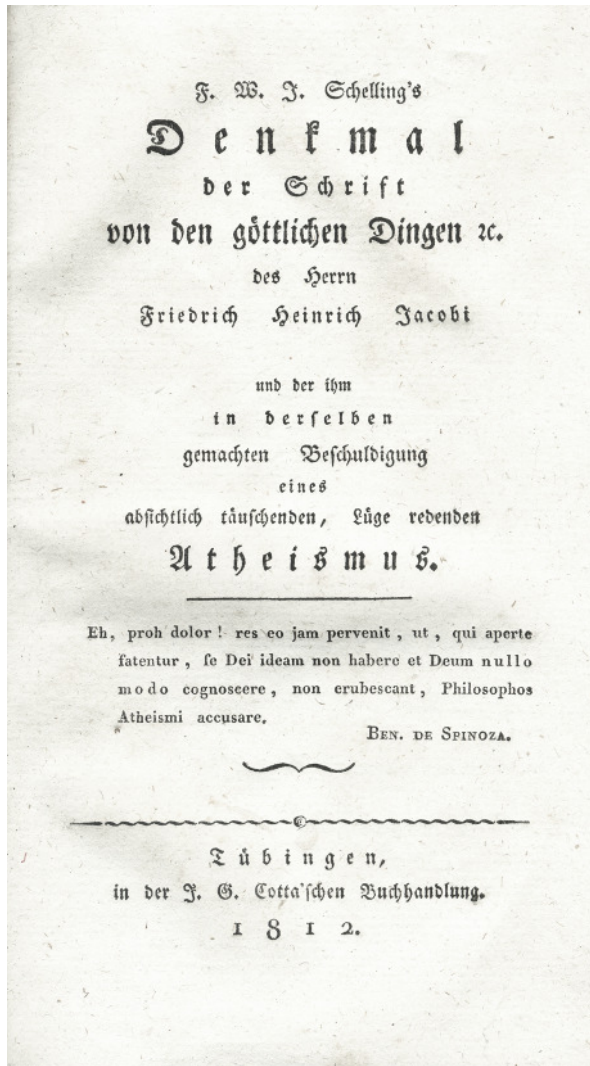 F. W. J. Schelling's
Denkmal
der Schrift
von den göttlichen Dingen ꝛc.
des Herrn
Friedrich Heinrich Jacobi
und der ihm
in derselben
gemachten Beschuldigung
eines
absichtlich täuschenden, Lüge redenden
Atheismus.
Eh, proh dolor! res eo jam pervenit, ut, qui aperte
fatentur, se Dei ideam non habere et Deum nullo
modo cognoscere, non erubescant, Philosophos
Atheismi accusare.
BEN. DE SPINOZA.
Tübingen,
in der J. G. Cotta'schen Buchhandlung.
1812.